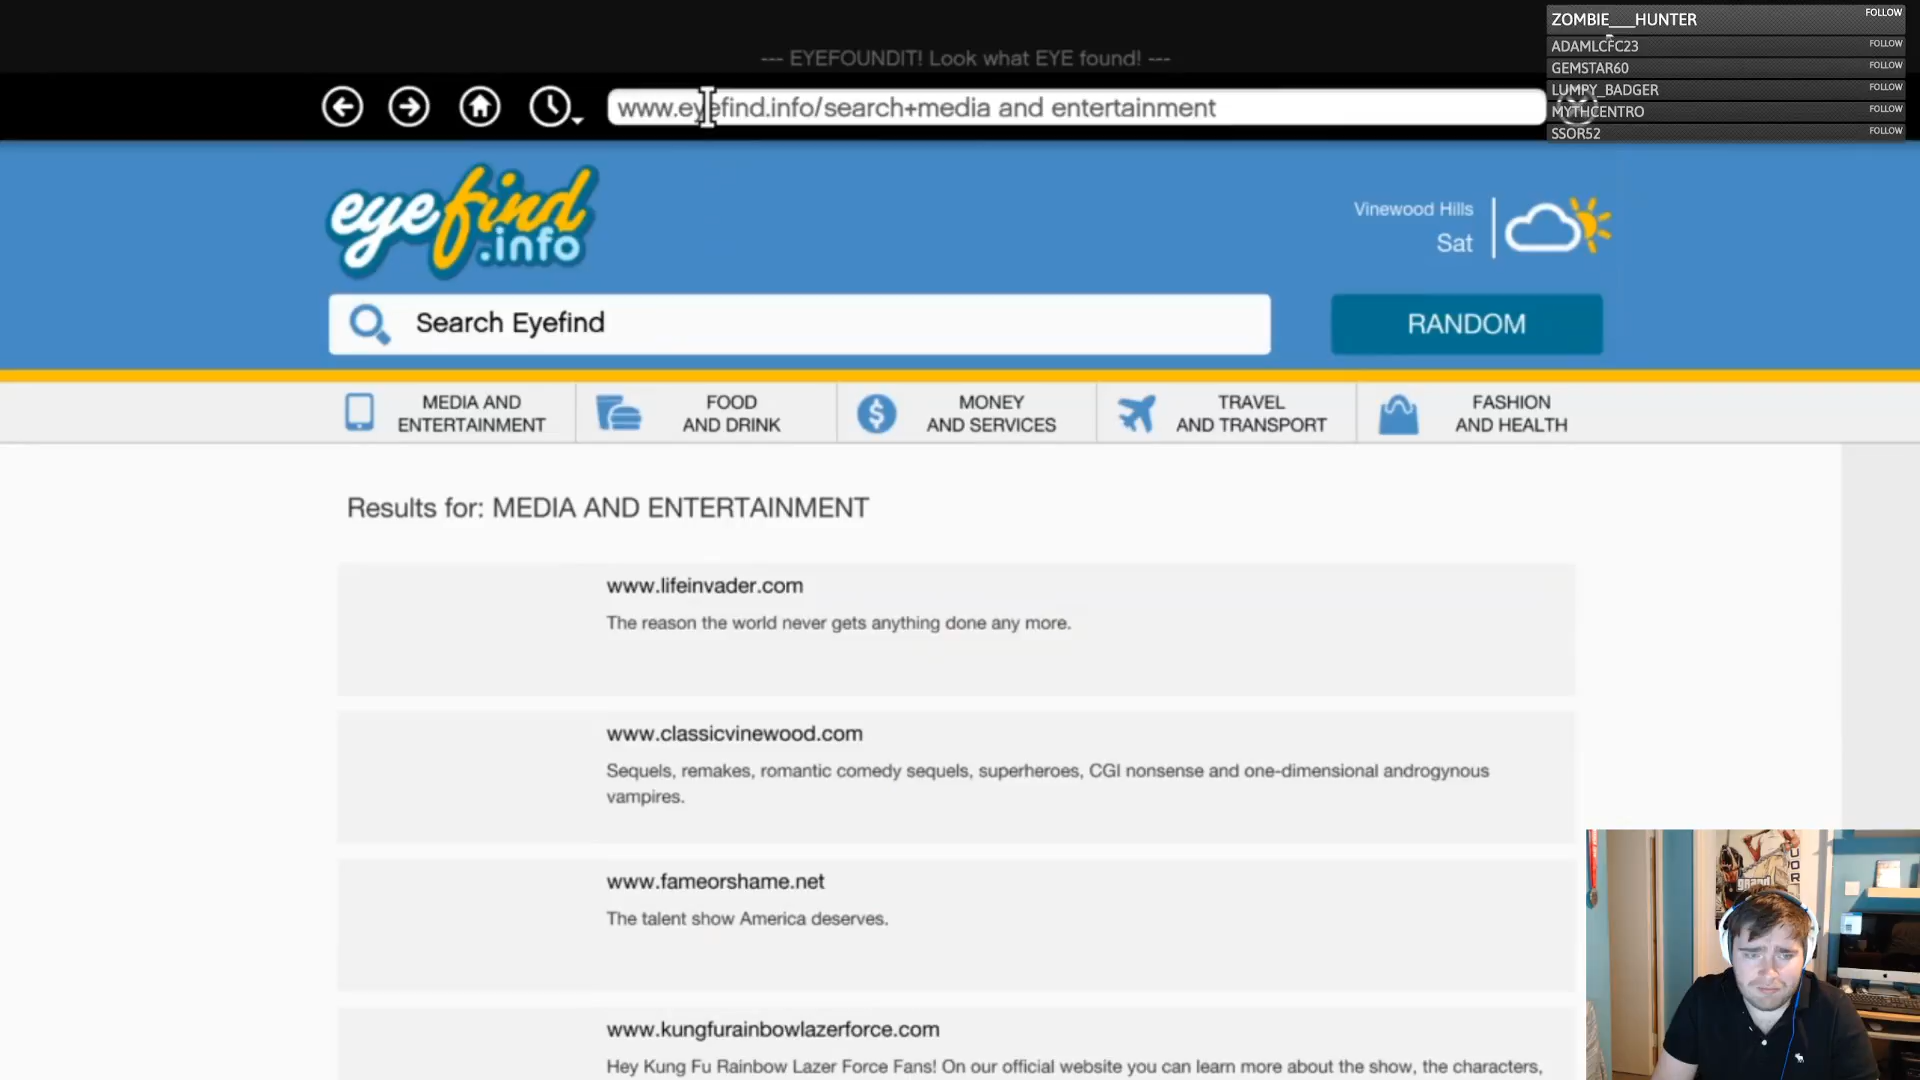 --- EYEFOUNDIT! Look what EYE found! ---
ZOMBIE___HUNTER FOLLOW
ADAMLCFC23 FOLLOW
GEMSTAR60 FOLLOW
LUMPY_BADGER FOLLOW
MYTHCENTRO FOLLOW
SSOR52 FOLLOW
www.eyefind.info/search+media and entertainment
eyefind
.info
Vinewood Hills
Sat
Search Eyefind
RANDOM
MEDIA AND
ENTERTAINMENT
FOOD
AND DRINK
MONEY
AND SERVICES
TRAVEL
AND TRANSPORT
FASHION
AND HEALTH
Results for: MEDIA AND ENTERTAINMENT
www.lifeinvader.com
The reason the world never gets anything done any more.
www.classicvinewood.com
Sequels, remakes, romantic comedy sequels, superheroes, CGI nonsense and one-dimensional androgynous
vampires.
www.fameorshame.net
The talent show America deserves.
www.kungfurainbowlazerforce.com
Hey Kung Fu Rainbow Lazer Force Fans! On our official website you can learn more about the show, the characters,